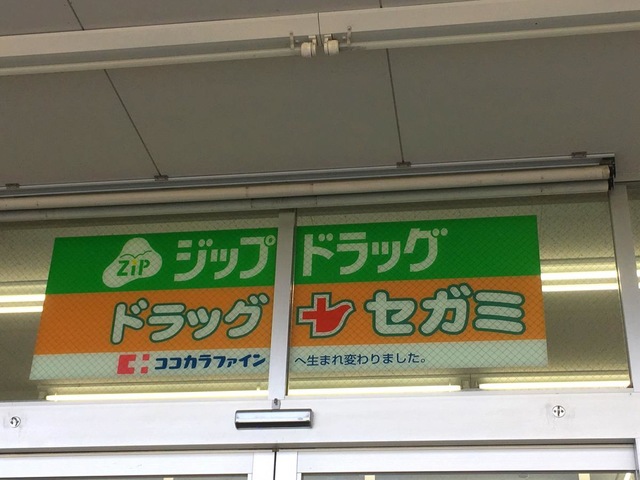 ZiP ジップドラッグ
ドラッグセガミ
ココカラファインへ生まれ変わりました。